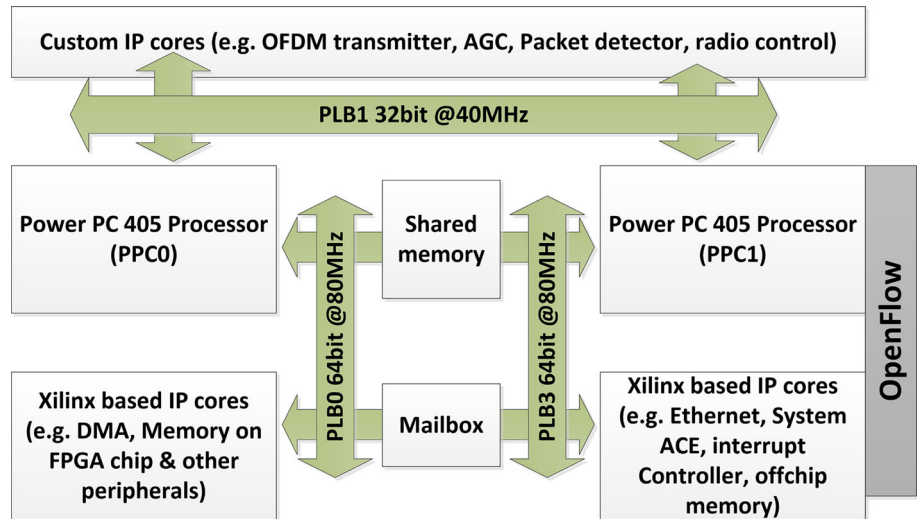 Custom IP cores (e.g. OFDM transmitter, AGC, Packet detector, radio control)
PLB1 32bit @40MHz
Power PC 405 Processor
(PPC0)
Shared
memory
Power PC 405 Processor
(PPC1)
PLB0 64bit @80MHz
PLB3 64bit @80MHz
OpenFlow
Xilinx based IP cores
(e.g. DMA, Memory on
FPGA chip & other
peripherals)
Mailbox
Xilinx based IP cores
(e.g. Ethernet, System
ACE, interrupt
Controller, offchip
memory)